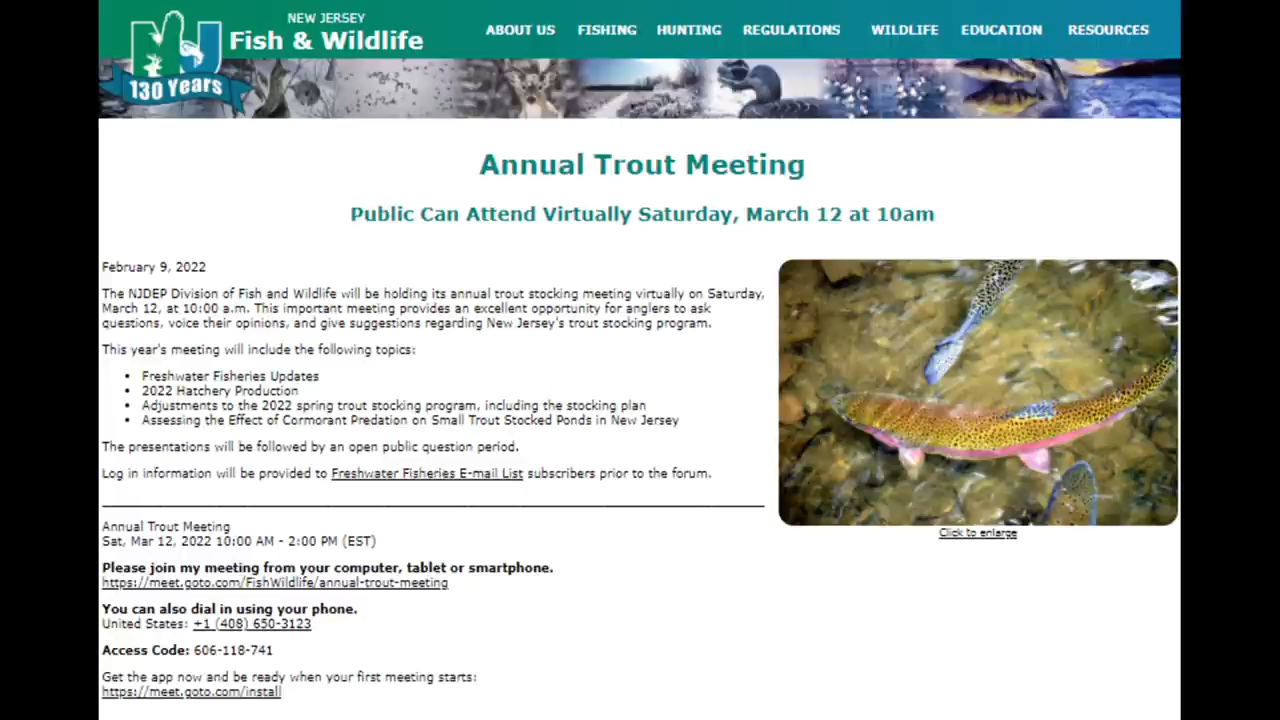 NEW JERSEY
Fish & Wildlife
130 Years
ABOUT US FISHING HUNTING REGULATIONS WILDLIFE EDUCATION RESOURCES
Annual Trout Meeting
Public Can Attend Virtually Saturday, March 12 at 10am
February 9, 2022
The NJDEP Division of Fish and Wildlife will be holding its annual trout stocking meeting virtually on Saturday,
March 12, at 10:00 a.m. This important meeting provides an excellent opportunity for anglers to ask
questions, voice their opinions, and give suggestions regarding New Jersey's trout stocking program.
This year's meeting will include the following topics:
• Freshwater Fisheries Updates
• 2022 Hatchery Production
• Adjustments to the 2022 spring trout stocking program, including the stocking plan
• Assessing the Effect of Cormorant Predation on Small Trout Stocked Ponds in New Jersey
The presentations will be followed by an open public question period.
Log in information will be provided to Freshwater Fisheries E-mail List subscribers prior to the forum.
Click to enlarge
Annual Trout Meeting
Sat, Mar 12, 2022 10:00 AM - 2:00 PM (EST)
Please join my meeting from your computer, tablet or smartphone.
https://meet.goto.com/FishWildlife/annual-trout-meeting
You can also dial in using your phone.
United States: +1 (408) 650-3123
Access Code: 606-118-741
Get the app now and be ready when your first meeting starts:
https://meet.goto.com/install